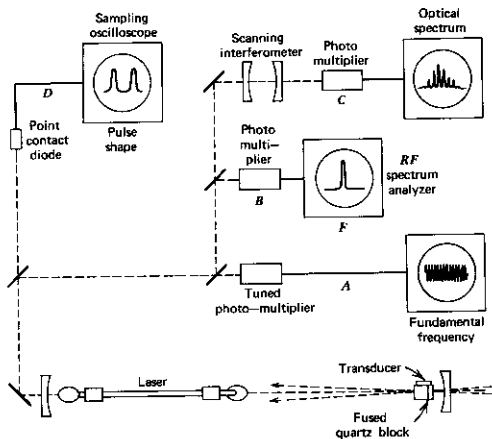 Sampling
oscilloscope
D
Point
contact
diode
Pulse
shape
Scanning
interferometer
Photo
multiplier
C
Optical
spectrum
Photo
multi–
plier
B
F
RF
spectrum
analyzer
Tuned
photo–multiplier
A
Fundamental
frequency
Laser
Transducer
Fused
quartz block